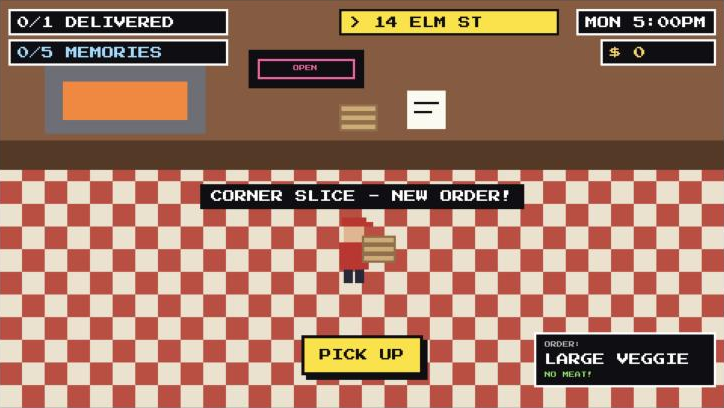 0/1 DELIVERED
> 14 ELM ST
MON 5:00PM
0/5 MEMORIES
$ 0
OPEN
CORNER SLICE - NEW ORDER!
PICK UP
ORDER:
LARGE VEGGIE
NO MEAT!